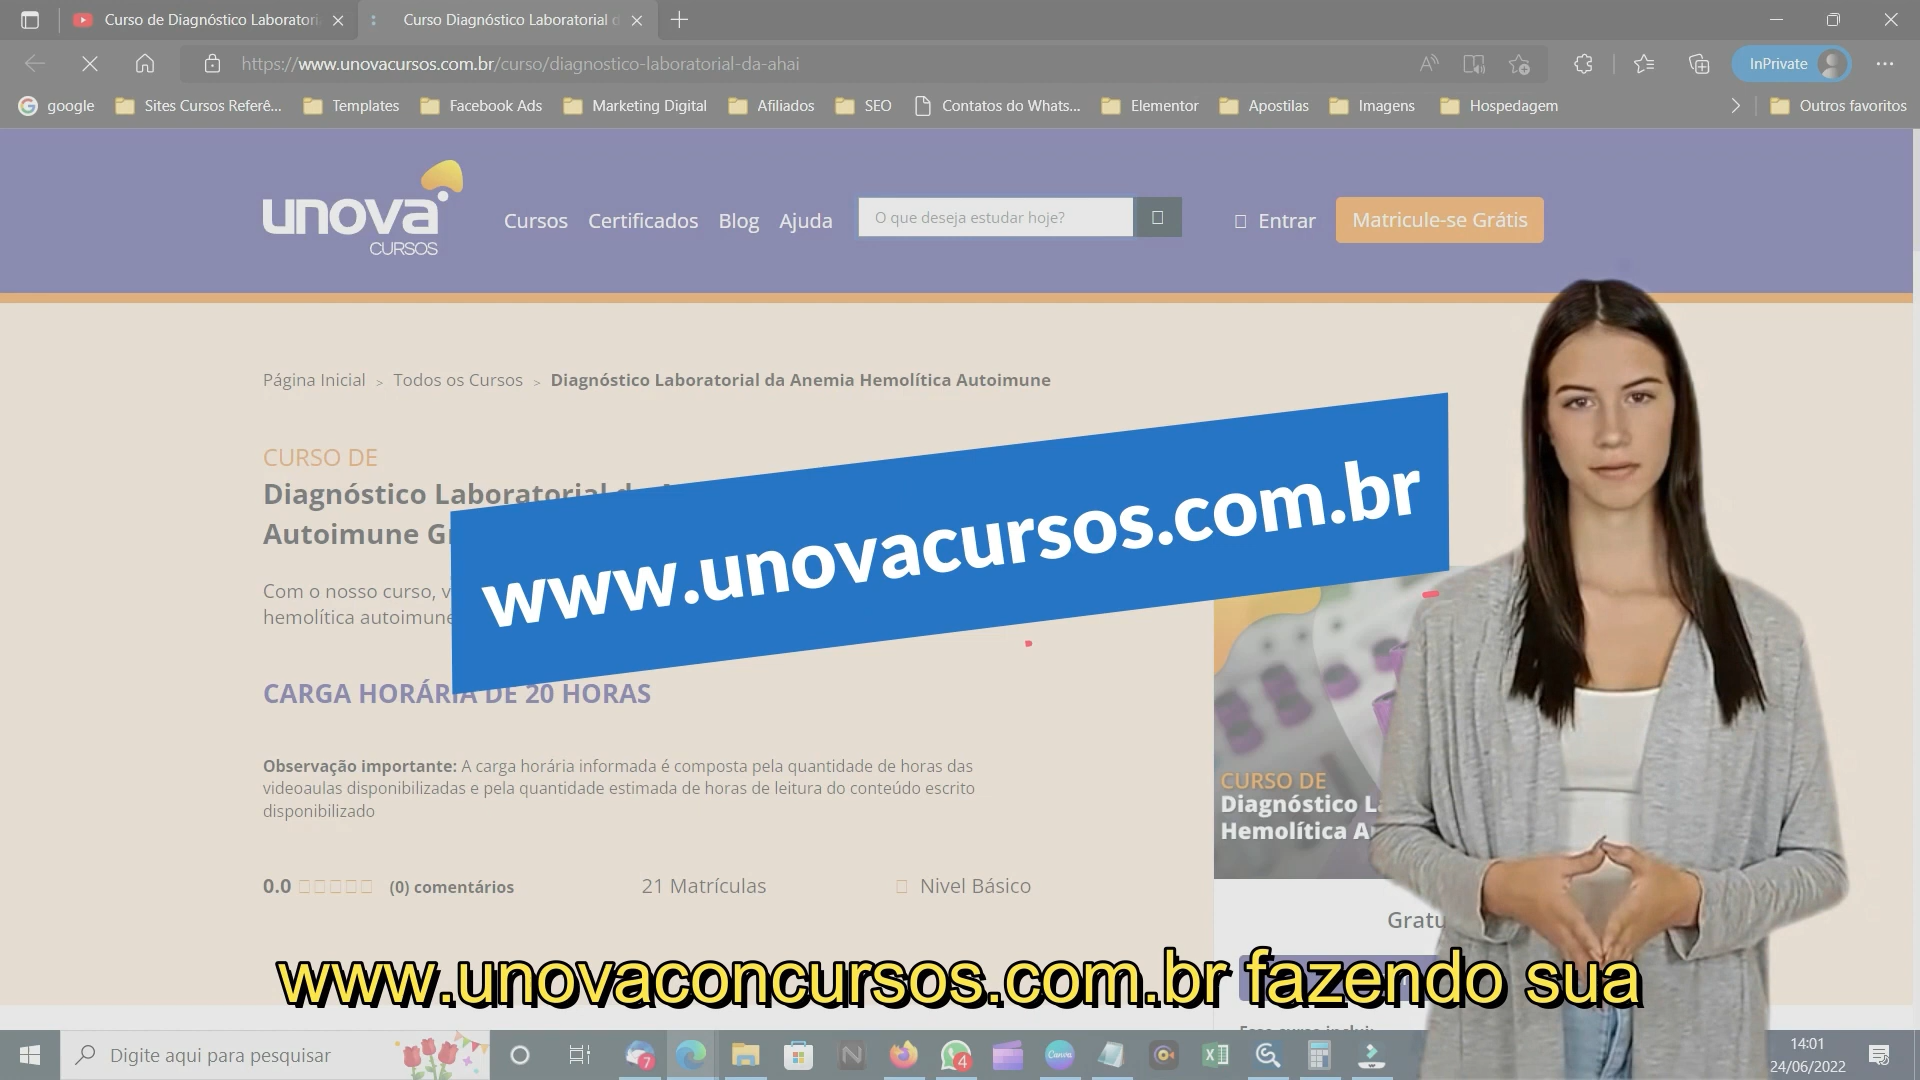 Curso de Diagnóstico Laboratori
Curso Diagnóstico Laboratorial d
https://www.unovacursos.com.br/curso/diagnostico-laboratorial-da-ahai
InPrivate
google
Sites Cursos Referê...
Templates
Facebook Ads
Marketing Digital
Afiliados
SEO
Contatos do Whats...
Elementor
Apostilas
Imagens
Hospedagem
Outros favoritos
unova
CURSOS
Cursos
Certificados
Blog
Ajuda
O que deseja estudar hoje?
Entrar
Matricule-se Grátis
Página Inicial > Todos os Cursos > Diagnóstico Laboratorial da Anemia Hemolítica Autoimune
CURSO DE
Diagnóstico Laboratorial
Autoimune
www.unovacursos.com.br
Com o nosso curso,
hemolítica autoimune
CARGA HORÁRIA DE 20 HORAS
Observação importante: A carga horária informada é composta pela quantidade de horas das
videoaulas disponibilizadas e pela quantidade estimada de horas de leitura do conteúdo escrito
disponibilizado
0.0
(0) comentários
21 Matrículas
Nivel Básico
CURSO DE
Diagnóstico
Hemolítica
Gratu
www.unovaconcursos.com.br fazendo sua
Digite aqui para pesquisar
7
4
Canva
14:01
24/06/2022